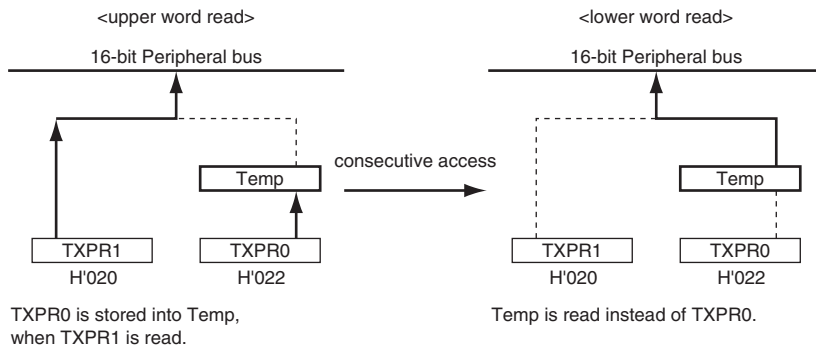 <upper word read>
16-bit Peripheral bus
Temp
TXPR1
TXPR0
H'020
H'022
TXPR0 is stored into Temp,
when TXPR1 is read.
consecutive access
<lower word read>
16-bit Peripheral bus
Temp
TXPR1
TXPR0
H'020
H'022
Temp is read instead of TXPR0.